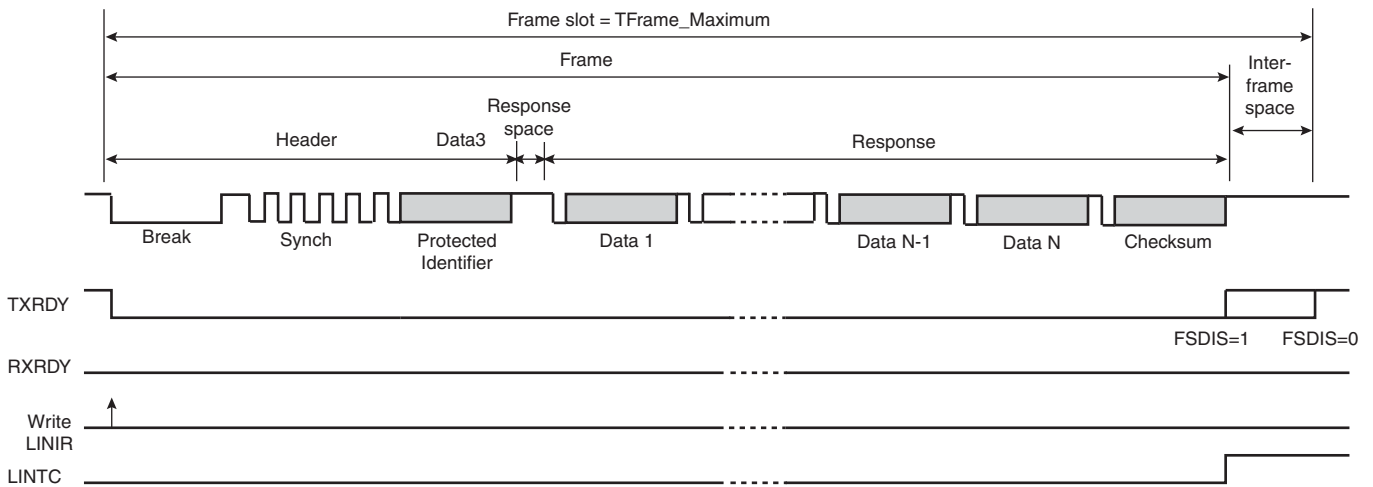 Frame slot = TFrame_Maximum
Frame
Inter-
frame
space
Response
space
Header
Data3
Response
Break
Synch
Protected
Identifier
Data 1
Data N-1
Data N
Checksum
TXRDY
FSDIS=1
FSDIS=0
RXRDY
Write
LINIR
LINTC